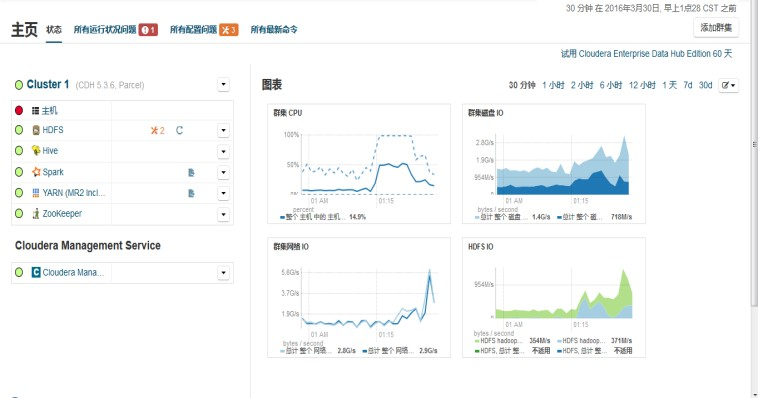 30 分钟 在 2016年3月30日, 早上1点28 CST 之前
主页 状态 所有运行状况问题 1 所有配置问题 3 所有最新命令 添加群集
试用 Cloudera Enterprise Data Hub Edition 60 天
Cluster 1 (CDH 5.3.6, Parcel)
主机
HDFS 2
Hive
Spark
YARN (MR2 Incl...
ZooKeeper
Cloudera Management Service
Cloudera Mana...
图表 30 分钟 1 小时 2 小时 6 小时 12 小时 1 天 7d 30d
群集 CPU
100%
50%
0%
01 AM 01:15
percent
整个 主机 中的 主机... 14.9%
群集磁盘 IO
2.8G/s
1.9G/s
954M/s
01 AM 01:15
bytes / second
总计 整个 磁盘... 1.4G/s 总计 整个 磁... 718M/s
群集网络 IO
5.6G/s
3.7G/s
1.9G/s
01 AM 01:15
bytes / second
总计 整个 网络... 2.8G/s 总计 整个 网络... 2.9G/s
HDFS IO
954M/s
01 AM 01:15
bytes / second
HDFS hadoop... 354M/s HDFS hadoop... 371M/s
HDFS, 总计 整... 不适用 HDFS, 总计 整... 不适用